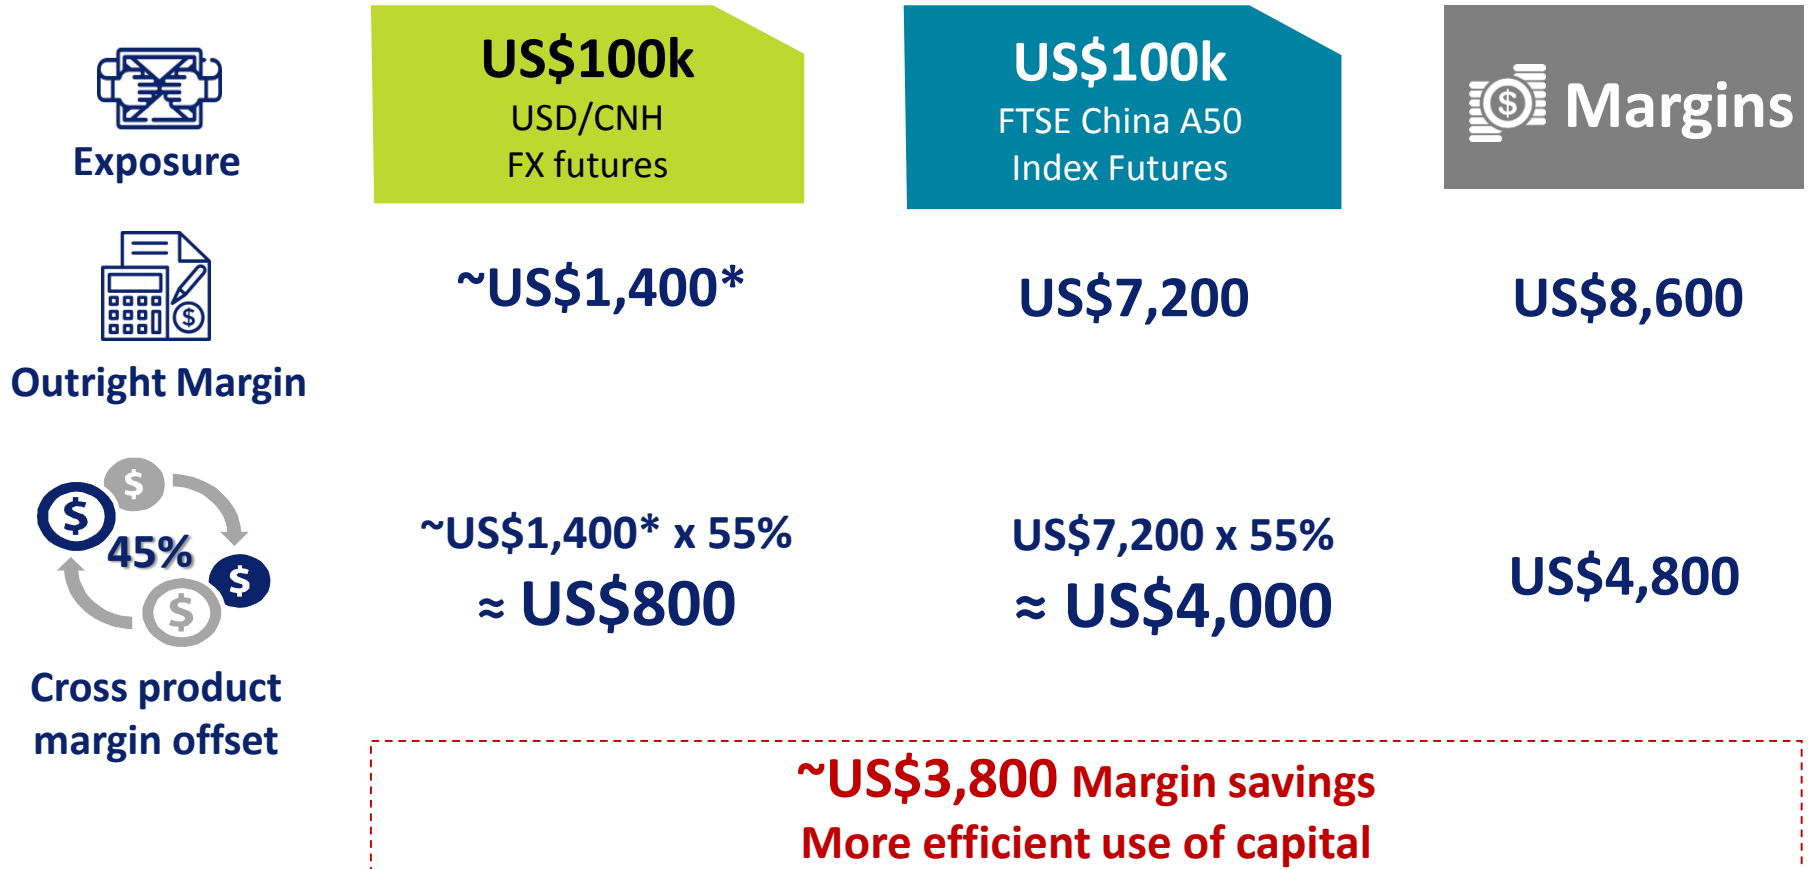 Exposure
US$100k
USD/CNH
FX futures
US$100k
FTSE China A50
Index Futures
$ Margins
$
Outright Margin
~US$1,400*
US$7,200
US$8,600
$
$
45%
$
$
Cross product
margin offset
~US$1,400* x 55%
≈ US$800
US$7,200 x 55%
≈ US$4,000
US$4,800
~US$3,800 Margin savings
More efficient use of capital